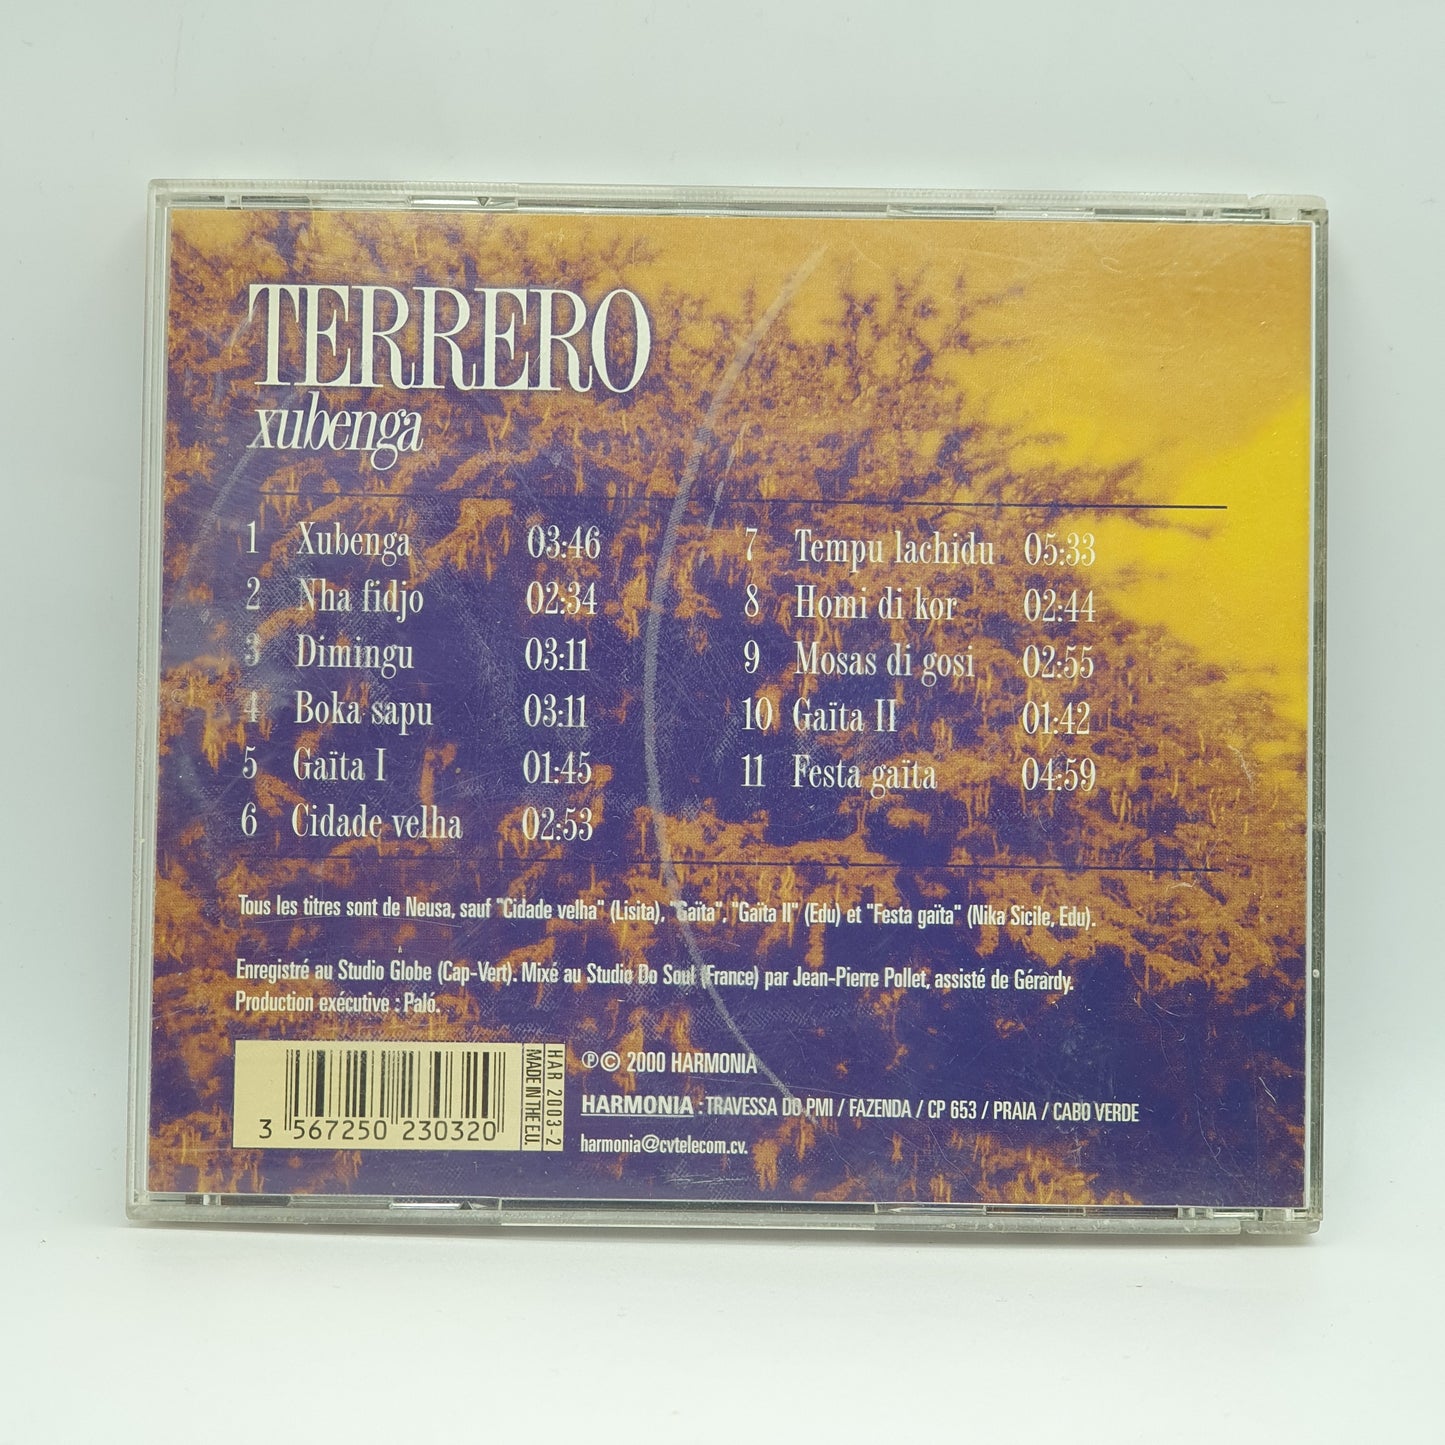 TERRERO
xubenga
1 Xubenga 03:46
2 Nha fidjo 02:34
3 Dimingu 03:11
4 Boka sapu 03:11
5 Gaïta I 01:45
6 Cidade velha 02:53
7 Tempu lachidu 05:33
8 Homi di kor 02:44
9 Mosas di gosi 02:55
10 Gaïta II 01:42
11 Festa gaïta 04:59
Tous les titres sont de Neusa, sauf "Cidade velha" (Lisita), "Gaïta", "Gaïta II" (Edu) et "Festa gaïta" (Nika Sicile, Edu).
Enregistré au Studio Globe (Cap-Vert). Mixé au Studio Do Soul (France) par Jean-Pierre Pollet, assisté de Gérardy.
Production exécutive : Paló.
3 567250 230320
HAR 2003-2
MADE IN THE E.U.
℗© 2000 HARMONIA
HARMONIA : TRAVESSA DO PMI / FAZENDA / CP 653 / PRAIA / CABO VERDE
harmonia@cvtelecom.cv.